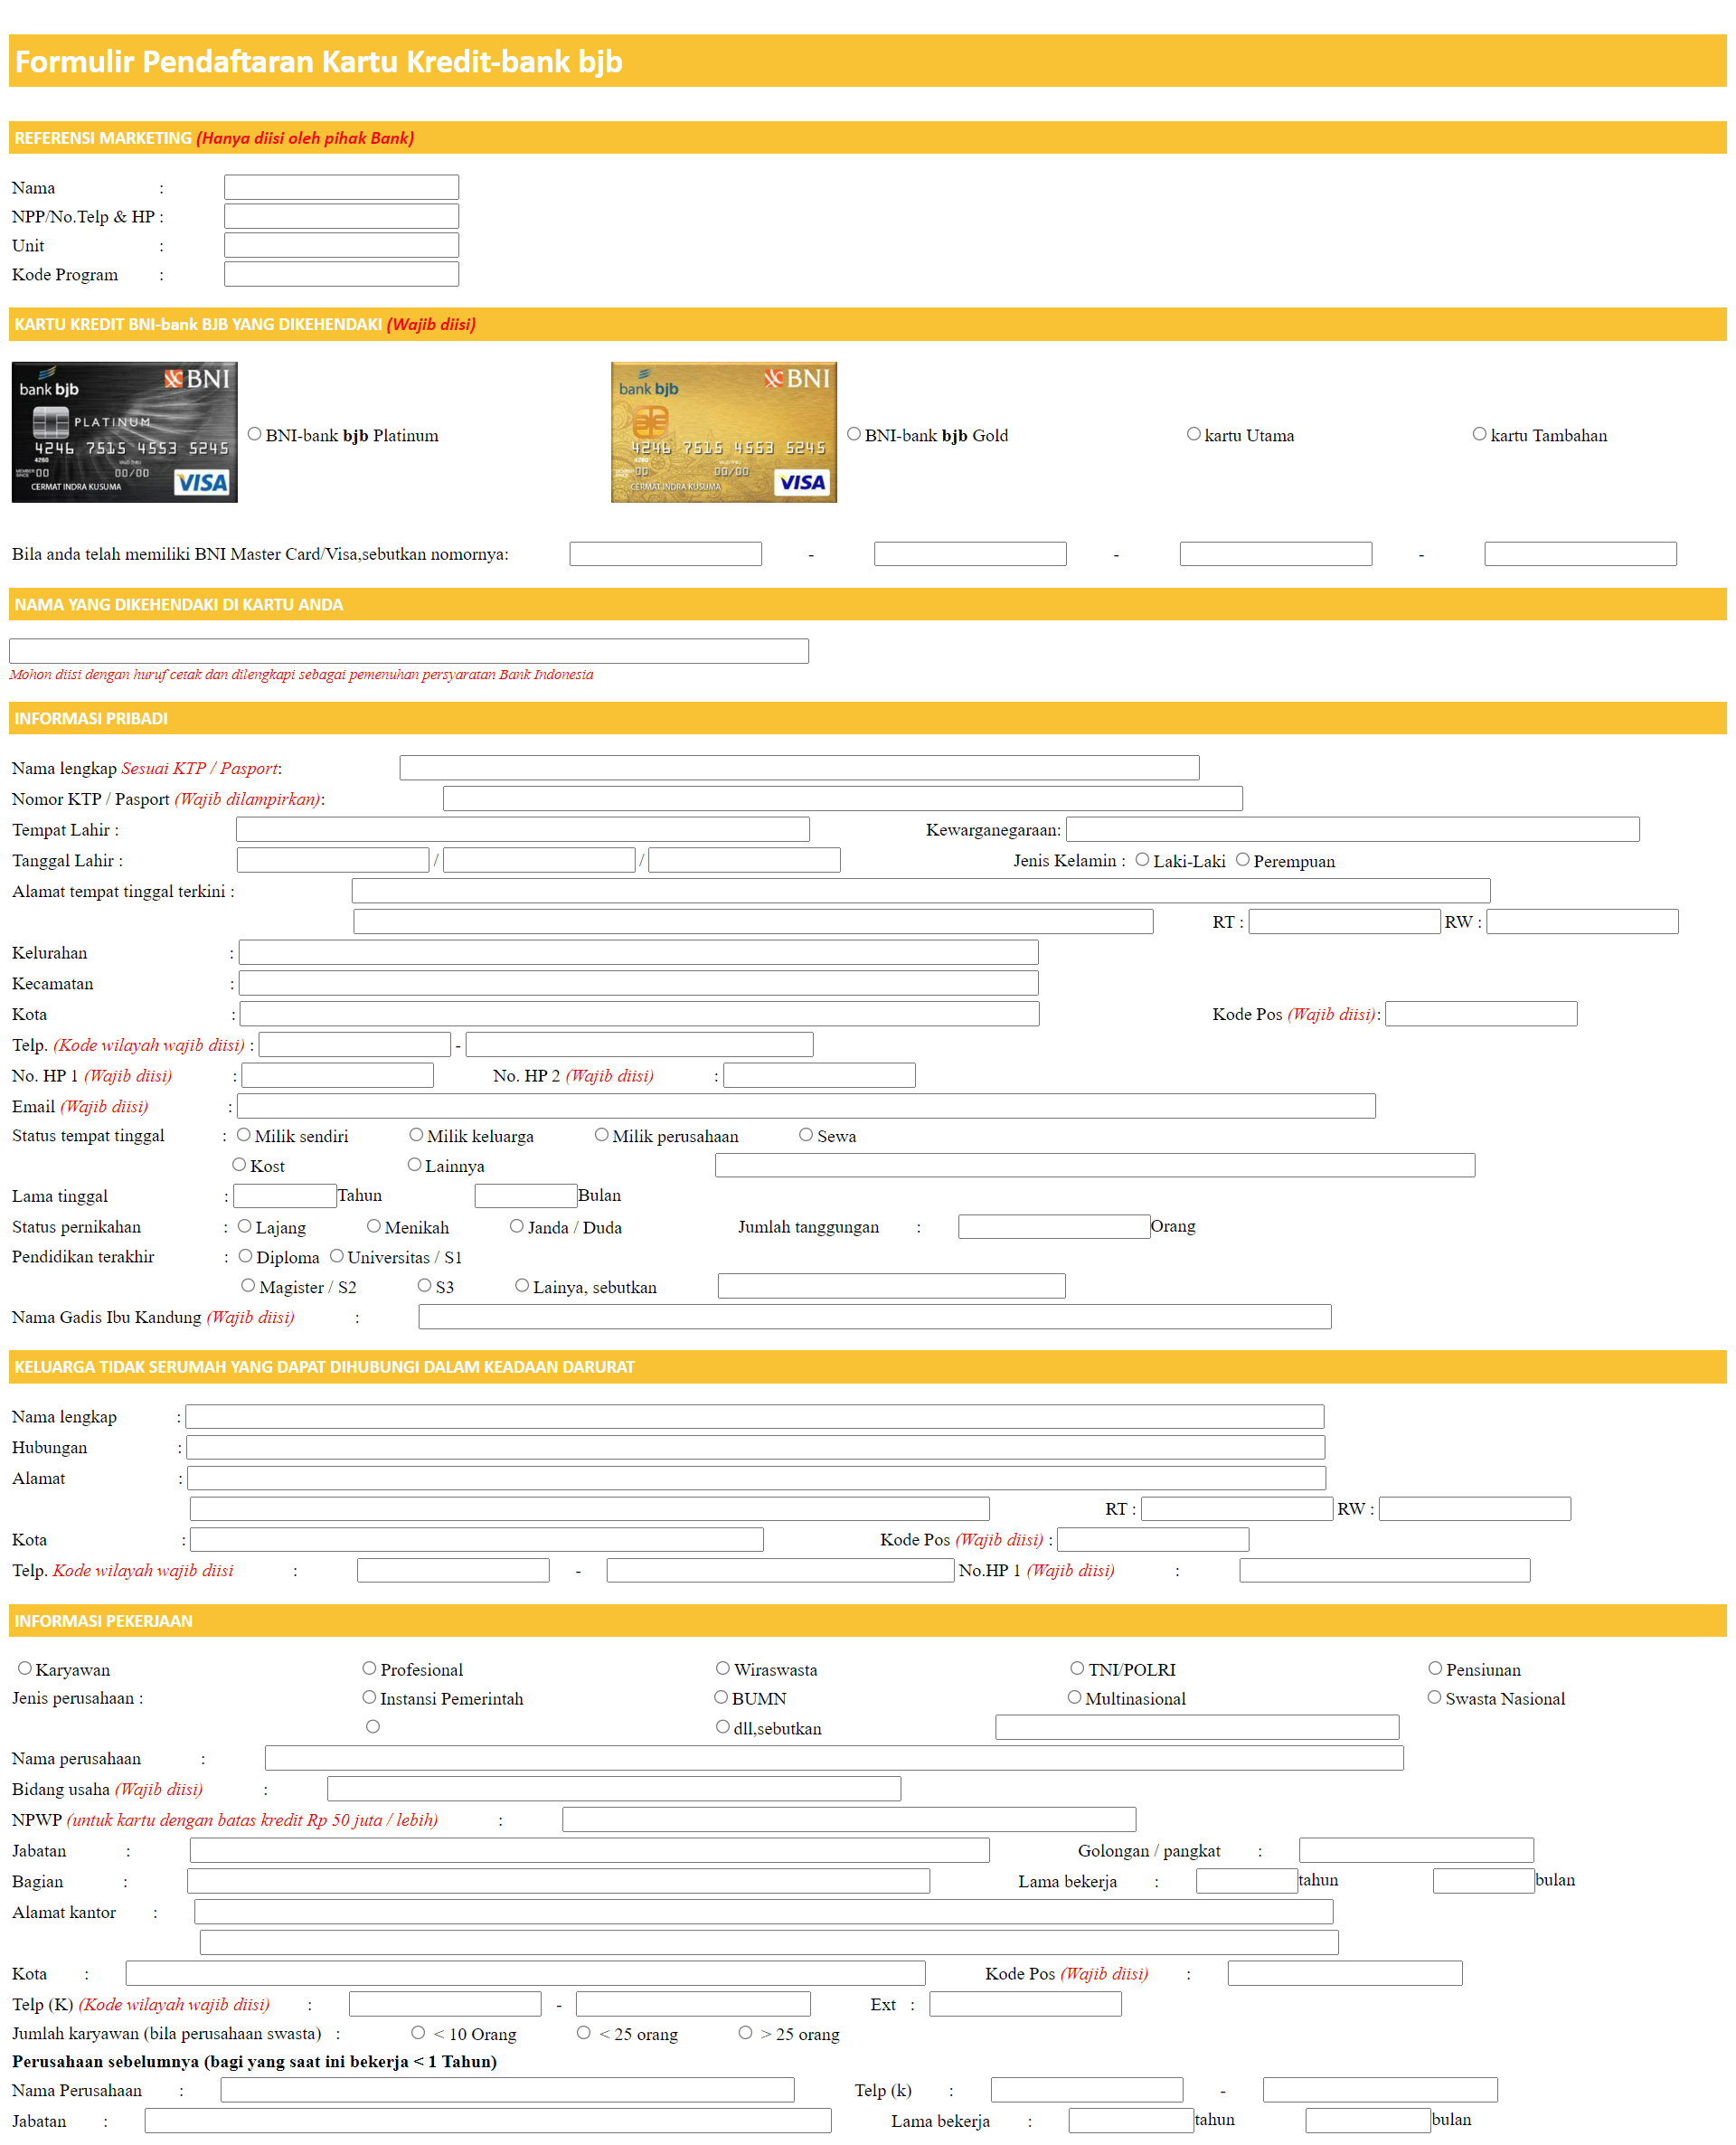 Formulir Pendaftaran Kartu Kredit-bank bjb
REFERENSI MARKETING (Hanya diisi oleh pihak Bank)
Nama :
NPP/No.Telp & HP :
Unit :
Kode Program :
KARTU KREDIT BNI-bank BJB YANG DIKEHENDAKI (Wajib diisi)
bank bjb BNI
PLATINUM
4246 7515 4553 5245
4260
00 00/00
CERMAT INDRA KUSUMA VISA
BNI-bank bjb Platinum
bank bjb BNI
4246 7515 4553 5245
4260
00 00/00
CERMAT INDRA KUSUMA VISA
BNI-bank bjb Gold
kartu Utama
kartu Tambahan
Bila anda telah memiliki BNI Master Card/Visa,sebutkan nomornya: - - -
NAMA YANG DIKEHENDAKI DI KARTU ANDA
Mohon diisi dengan huruf cetak dan dilengkapi sebagai pemenuhan persyaratan Bank Indonesia
INFORMASI PRIBADI
Nama lengkap Sesuai KTP / Pasport:
Nomor KTP / Pasport (Wajib dilampirkan):
Tempat Lahir : Kewarganegaraan:
Tanggal Lahir : / / Jenis Kelamin : Laki-Laki Perempuan
Alamat tempat tinggal terkini :
RT : RW :
Kelurahan :
Kecamatan :
Kota : Kode Pos (Wajib diisi):
Telp. (Kode wilayah wajib diisi) : -
No. HP 1 (Wajib diisi) : No. HP 2 (Wajib diisi) :
Email (Wajib diisi) :
Status tempat tinggal : Milik sendiri Milik keluarga Milik perusahaan Sewa
Kost Lainnya
Lama tinggal : Tahun Bulan
Status pernikahan : Lajang Menikah Janda / Duda Jumlah tanggungan : Orang
Pendidikan terakhir : Diploma Universitas / S1
Magister / S2 S3 Lainya, sebutkan
Nama Gadis Ibu Kandung (Wajib diisi) :
KELUARGA TIDAK SERUMAH YANG DAPAT DIHUBUNGI DALAM KEADAAN DARURAT
Nama lengkap :
Hubungan :
Alamat :
RT : RW :
Kota : Kode Pos (Wajib diisi) :
Telp. Kode wilayah wajib diisi : - No.HP 1 (Wajib diisi) :
INFORMASI PEKERJAAN
Karyawan Profesional Wiraswasta TNI/POLRI Pensiunan
Jenis perusahaan : Instansi Pemerintah BUMN Multinasional Swasta Nasional
dll,sebutkan
Nama perusahaan :
Bidang usaha (Wajib diisi) :
NPWP (untuk kartu dengan batas kredit Rp 50 juta / lebih) :
Jabatan : Golongan / pangkat :
Bagian : Lama bekerja : tahun bulan
Alamat kantor :
Kota : Kode Pos (Wajib diisi) :
Telp (K) (Kode wilayah wajib diisi) : - Ext :
Jumlah karyawan (bila perusahaan swasta) : < 10 Orang < 25 orang > 25 orang
Perusahaan sebelumnya (bagi yang saat ini bekerja < 1 Tahun)
Nama Perusahaan : Telp (k) : -
Jabatan : Lama bekerja : tahun bulan